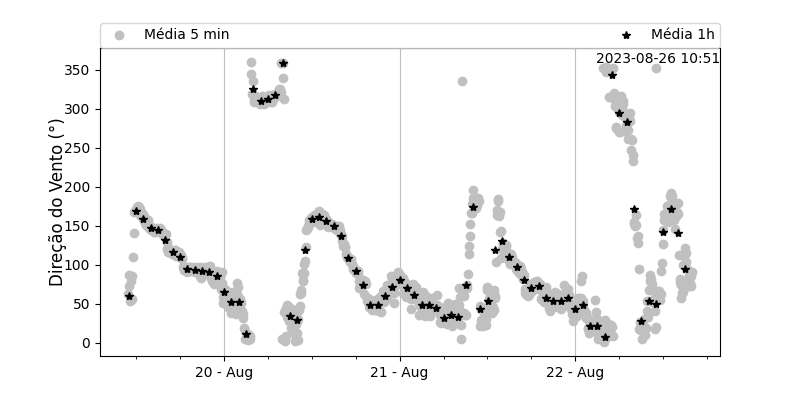 Média 5 min
Média 1h
2023-08-26 10:51
Direção do Vento (°)
350
300
250
200
150
100
50
0
20 - Aug
21 - Aug
22 - Aug